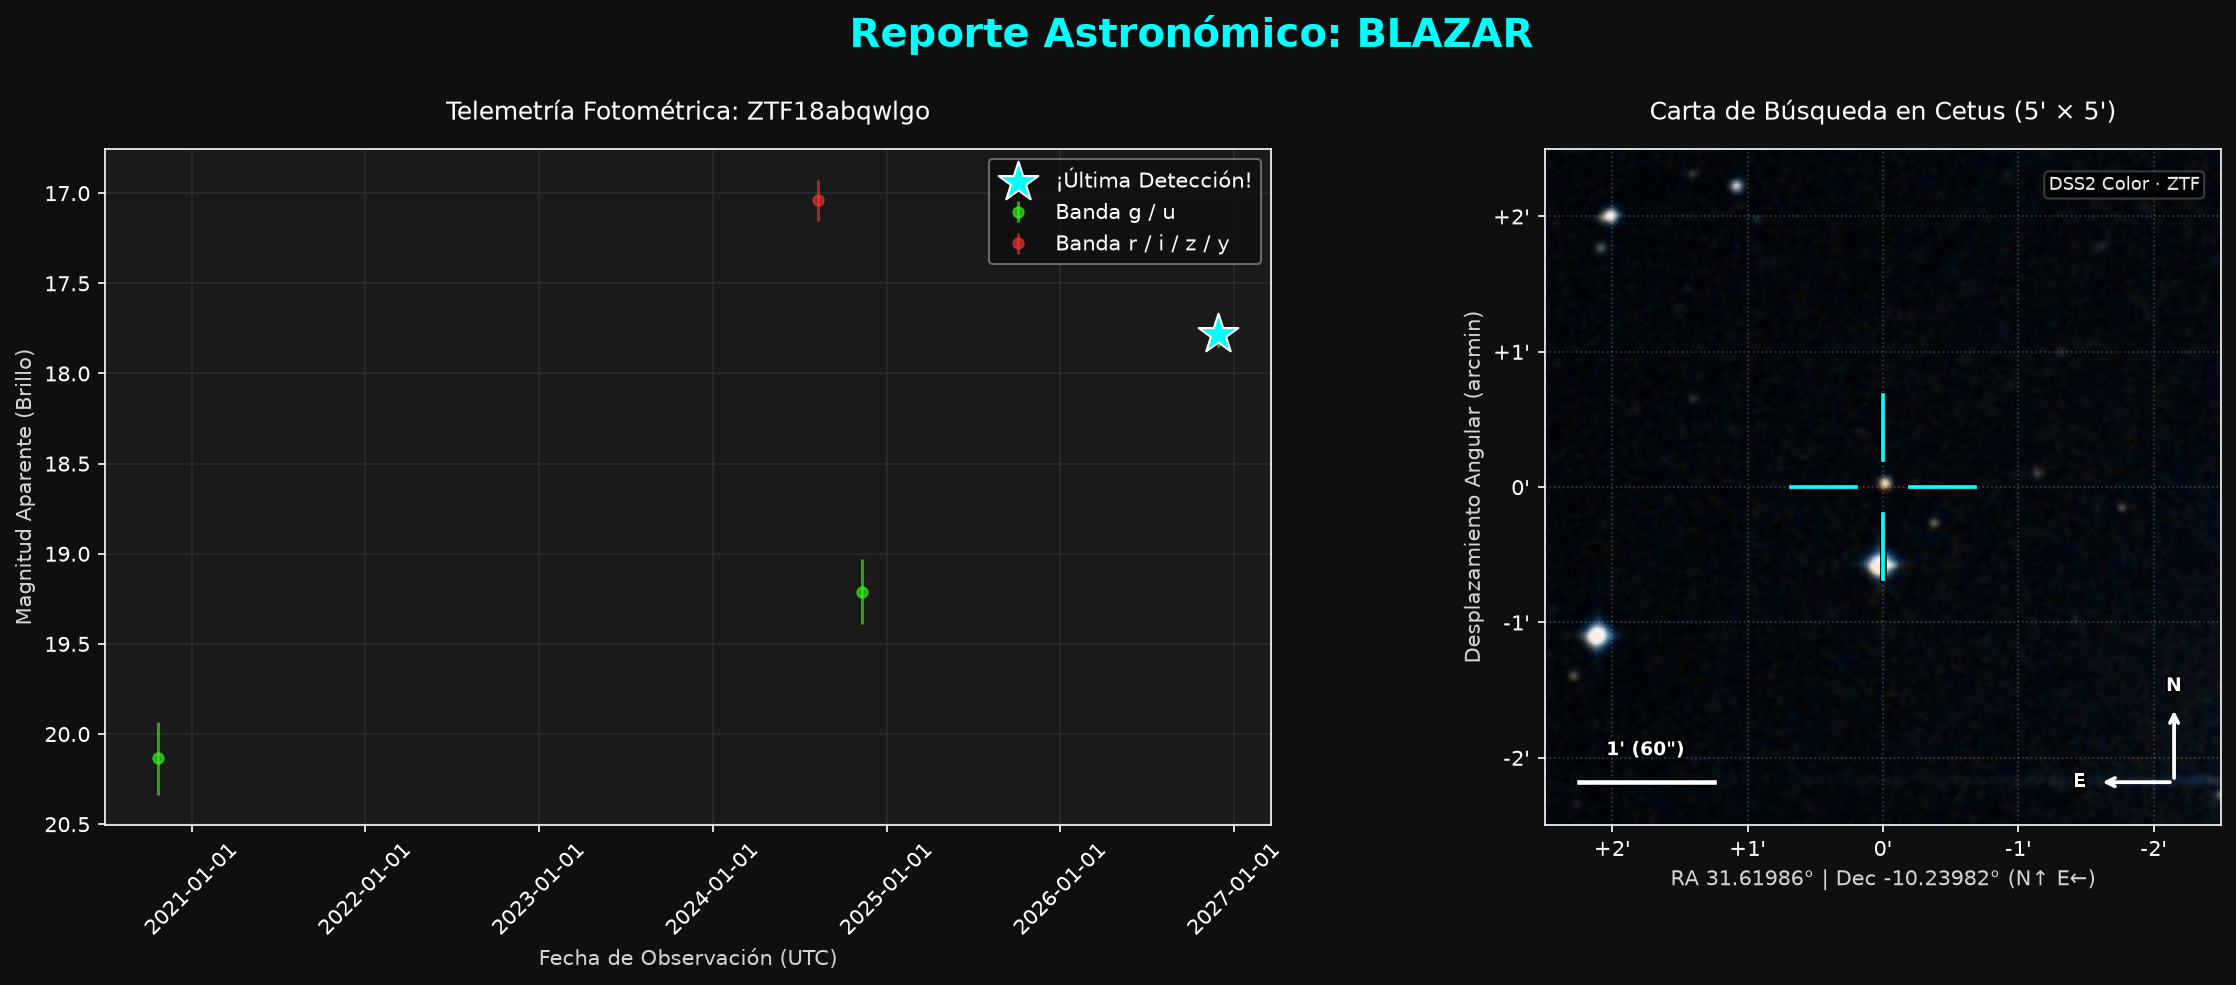 Reporte Astronómico: BLAZAR
Telemetría Fotométrica: ZTF18abqwlgo
¡Última Detección!
Banda g / u
Banda r / i / z / y
Magnitud Aparente (Brillo)
17.0
17.5
18.0
18.5
19.0
19.5
20.0
20.5
2021-01-01
2022-01-01
2023-01-01
2024-01-01
2025-01-01
2026-01-01
2027-01-01
Fecha de Observación (UTC)
Carta de Búsqueda en Cetus (5' × 5')
DSS2 Color · ZTF
Desplazamiento Angular (arcmin)
+2'
+1'
0'
-1'
-2'
N
E
1' (60")
+2'
+1'
0'
-1'
-2'
RA 31.61986° | Dec -10.23982° (N↑ E←)